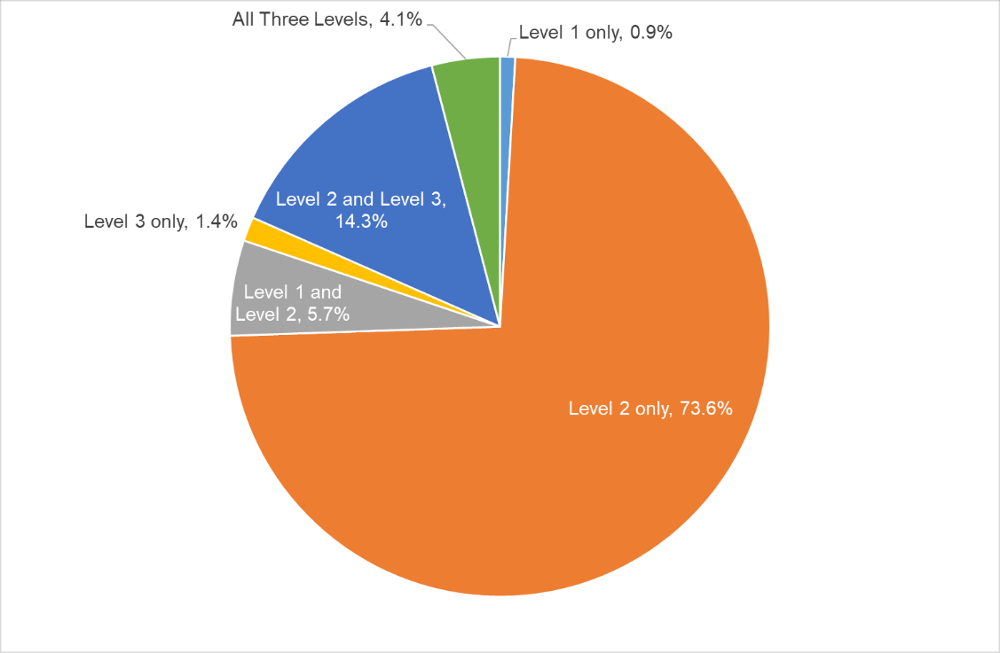 All Three Levels, 4.1%
Level 1 only, 0.9%
Level 2 and Level 3,
14.3%
Level 3 only, 1.4%
Level 1 and
Level 2, 5.7%
Level 2 only, 73.6%